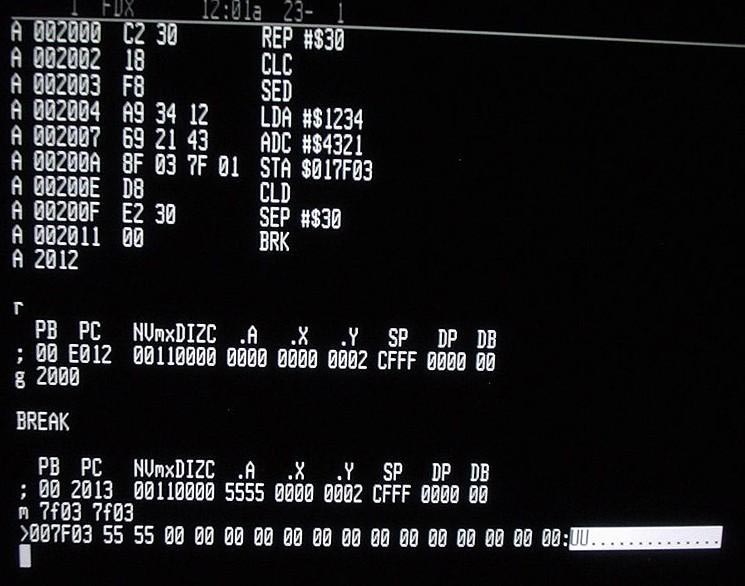 1 FDX 12:01a 23- 1
A 002000 C2 30 REP #$30
A 002002 18 CLC
A 002003 F8 SED
A 002004 A9 34 12 LDA #$1234
A 002007 69 21 43 ADC #$4321
A 00200A 8F 03 7F 01 STA $017F03
A 00200E D8 CLD
A 00200F E2 30 SEP #$30
A 002011 00 BRK
A 2012
r
PB PC NVmxDIZC .A .X .Y SP DP DB
; 00 E012 00110000 0000 0000 0002 CFFF 0000 00
g 2000
BREAK
PB PC NVmxDIZC .A .X .Y SP DP DB
; 00 2013 00110000 5555 0000 0002 CFFF 0000 00
m 7f03 7f03
>007F03 55 55 00 00 00 00 00 00 00 00 00 00 00 00 00 00:UU..............